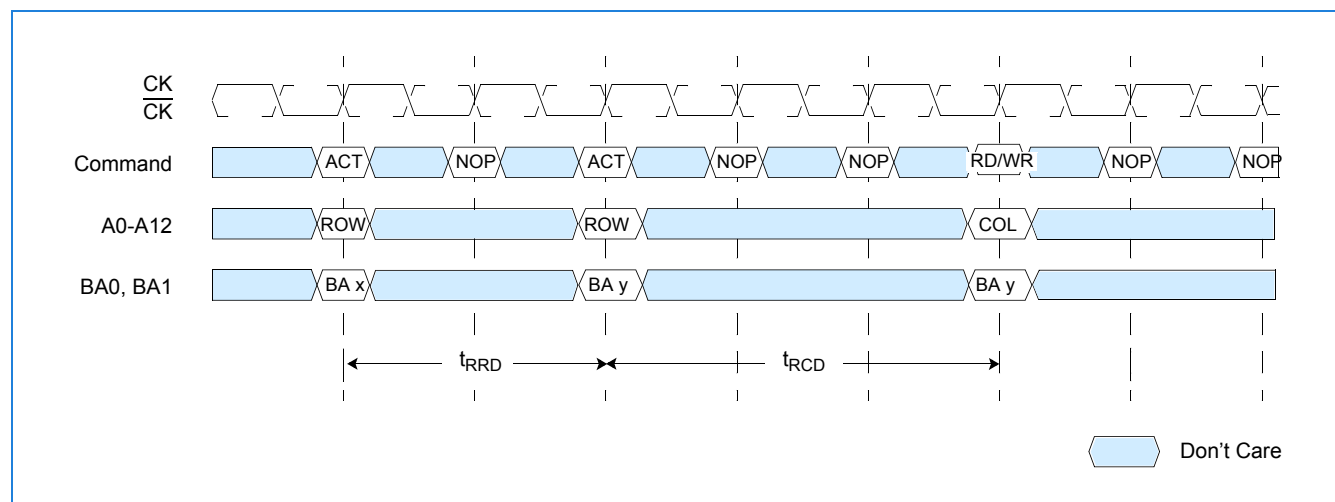 CK
CK
Command ACT NOP ACT NOP NOP RD/WR NOP NOP
A0-A12 ROW ROW COL
BA0, BA1 BA x BA y BA y
tRRD tRCD
Don't Care